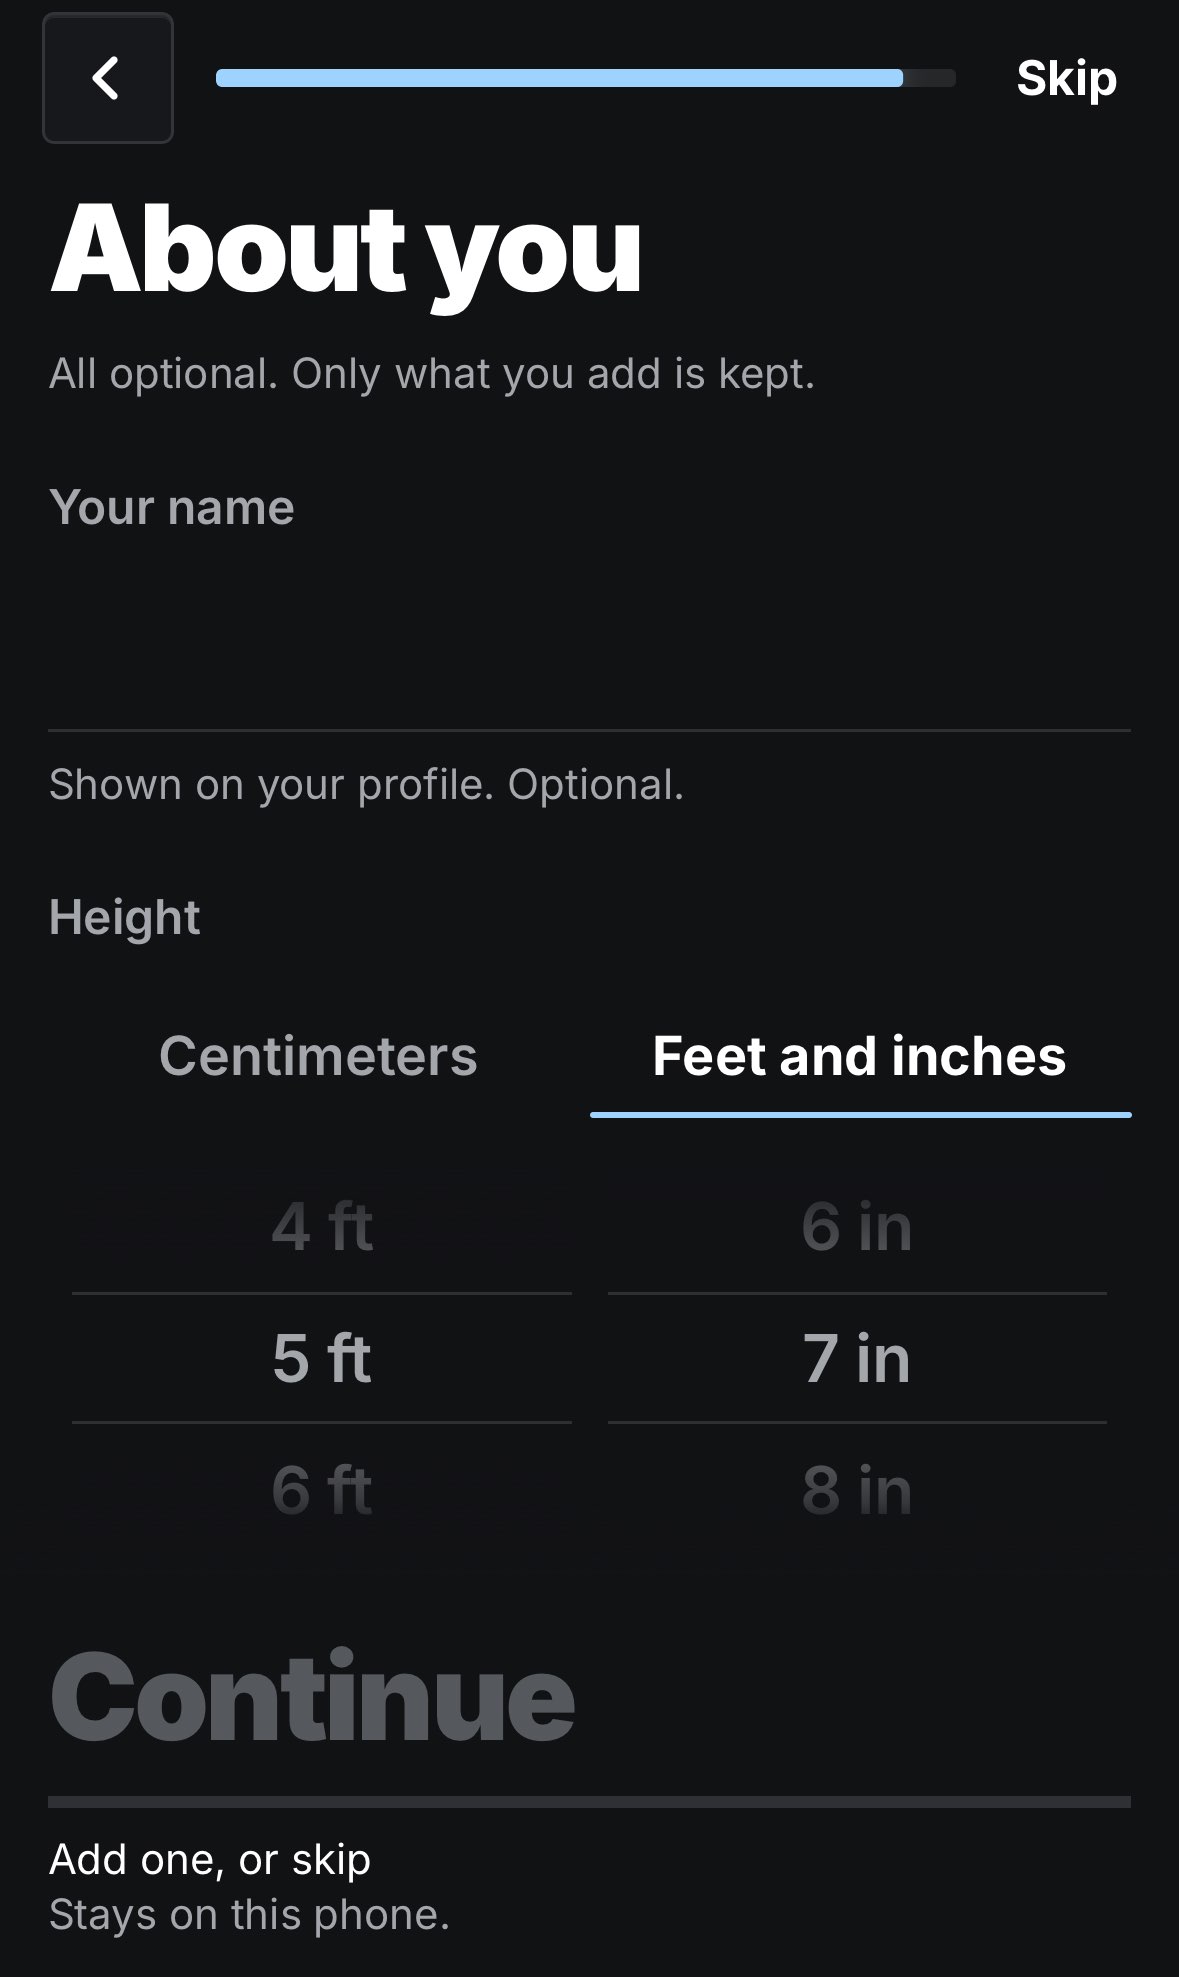 Skip
About you
All optional. Only what you add is kept.
Your name
Shown on your profile. Optional.
Height
Centimeters Feet and inches
4 ft 6 in
5 ft 7 in
6 ft 8 in
Continue
Add one, or skip
Stays on this phone.